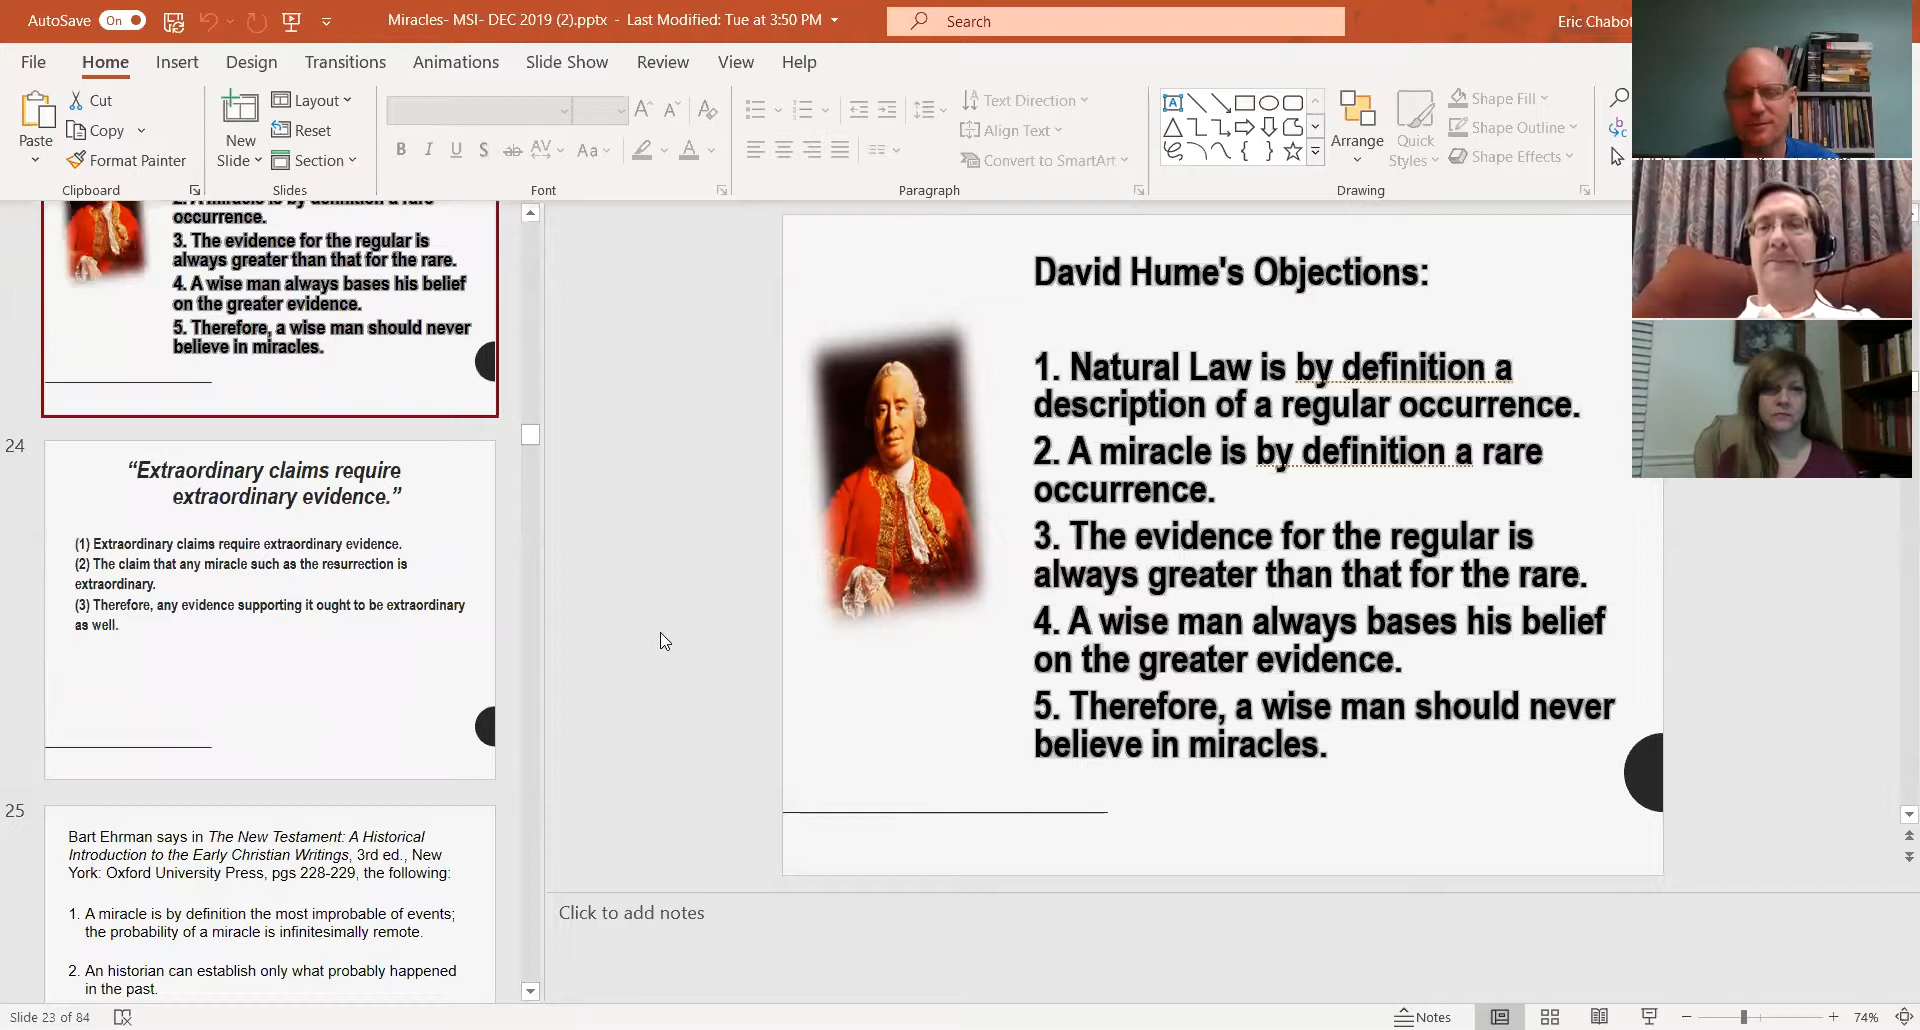 AutoSave On Miracles- MSI- DEC 2019 (2).pptx - Last Modified: Tue at 3:50 PM Search Eric Chabot
File Home Insert Design Transitions Animations Slide Show Review View Help
Paste
Cut
Copy
Format Painter
Clipboard
New
Slide
Layout
Reset
Section
Slides
Font
Text Direction
Align Text
Convert to SmartArt
Paragraph
Arrange
Quick
Styles
Shape Fill
Shape Outline
Shape Effects
Drawing
occurrence.
3. The evidence for the regular is
always greater than that for the rare.
4. A wise man always bases his belief
on the greater evidence.
5. Therefore, a wise man should never
believe in miracles.
24
“Extraordinary claims require
extraordinary evidence.”
(1) Extraordinary claims require extraordinary evidence.
(2) The claim that any miracle such as the resurrection is
extraordinary.
(3) Therefore, any evidence supporting it ought to be extraordinary
as well.
25
Bart Ehrman says in The New Testament: A Historical
Introduction to the Early Christian Writings, 3rd ed., New
York: Oxford University Press, pgs 228-229, the following:
1. A miracle is by definition the most improbable of events;
the probability of a miracle is infinitesimally remote.
2. An historian can establish only what probably happened
in the past.
David Hume's Objections:
1. Natural Law is by definition a
description of a regular occurrence.
2. A miracle is by definition a rare
occurrence.
3. The evidence for the regular is
always greater than that for the rare.
4. A wise man always bases his belief
on the greater evidence.
5. Therefore, a wise man should never
believe in miracles.
Click to add notes
Slide 23 of 84 Notes 74%